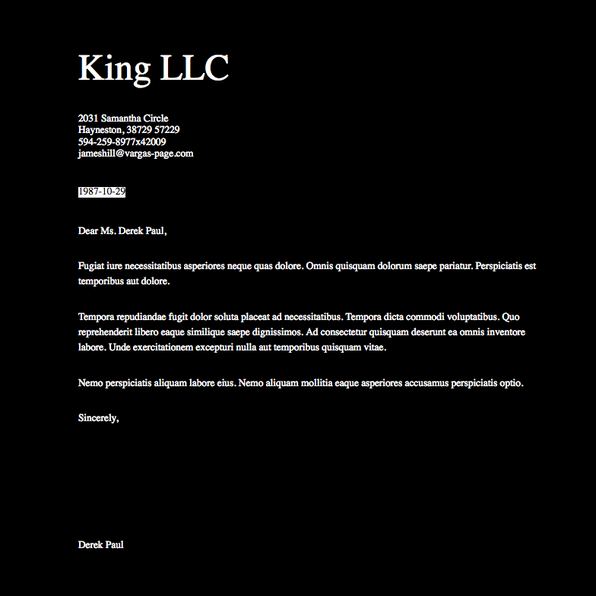 King LLC
2031 Samantha Circle
Hayneston, 38729 57229
594-259-8977x42009
jameshill@vargas-page.com
1987-10-29
Dear Ms. Derek Paul,
Fugiat iure necessitatibus asperiores neque quas dolore. Omnis quisquam dolorum saepe pariatur. Perspiciatis est
temporibus aut dolore.
Tempora repudiandae fugit dolor soluta placeat ad necessitatibus. Tempora dicta commodi voluptatibus. Quo
reprehenderit libero eaque similique saepe dignissimos. Ad consectetur quisquam deserunt ea omnis inventore
labore. Unde exercitationem excepturi nulla aut temporibus quisquam vitae.
Nemo perspiciatis aliquam labore eius. Nemo aliquam mollitia eaque asperiores accusamus perspiciatis optio.
Sincerely,
Derek Paul